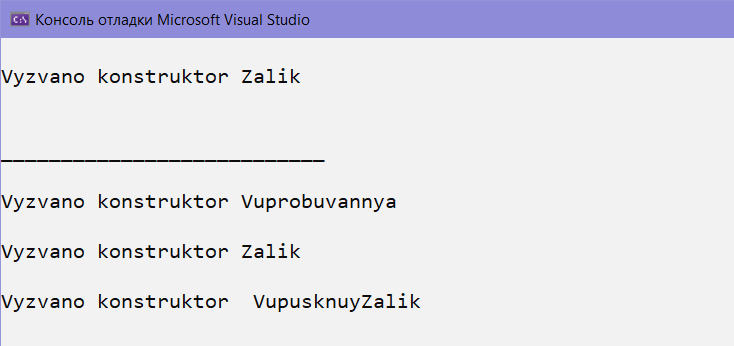 Консоль отладки Microsoft Visual Studio
Vyzvano konstruktor Zalik
___________________________
Vyzvano konstruktor Vuprobuvannya
Vyzvano konstruktor Zalik
Vyzvano konstruktor  VupusknuyZalik